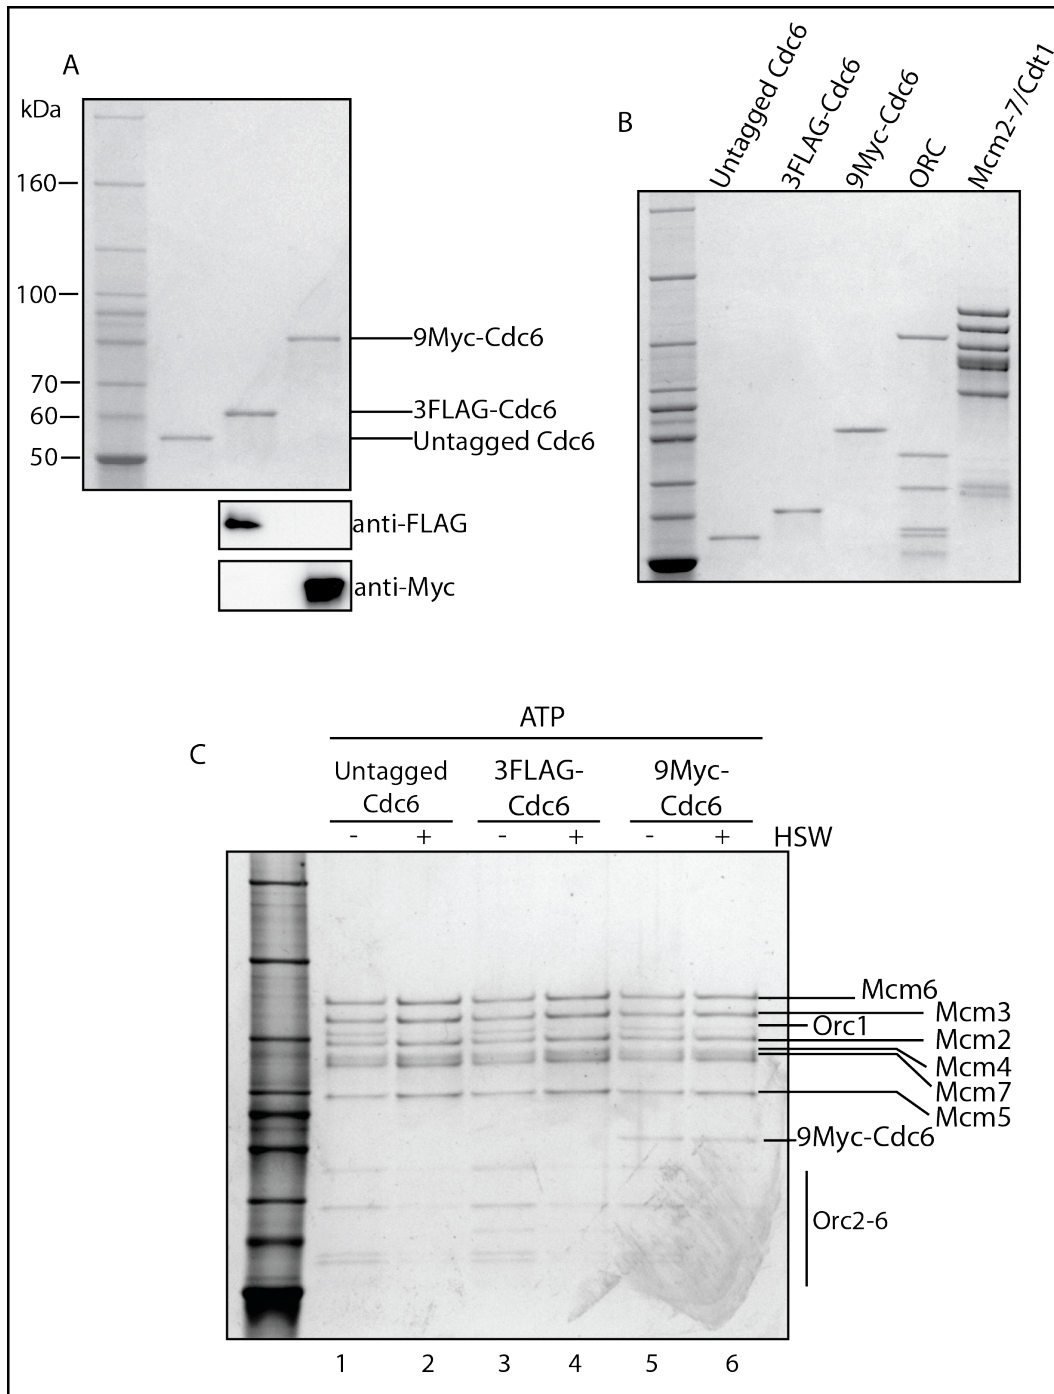 A
kDa
160
100
70
60
50
9Myc-Cdc6
3FLAG-Cdc6
Untagged Cdc6
anti-FLAG
anti-Myc
B
Untagged Cdc6
3FLAG-Cdc6
9Myc-Cdc6
ORC
Mcm2-7/Cdt1
C
ATP
Untagged
Cdc6
3FLAG-
Cdc6
9Myc-
Cdc6
- + - + - + HSW
Mcm6
Mcm3
Orc1
Mcm2
Mcm4
Mcm7
Mcm5
9Myc-Cdc6
Orc2-6
1 2 3 4 5 6